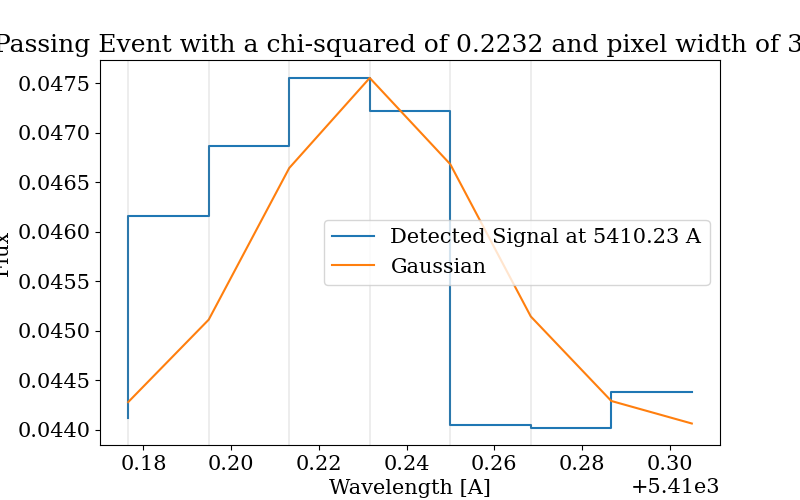 Passing Event with a chi-squared of 0.2232 and pixel width of 3
0.0475
0.0470
0.0465
0.0460
0.0455
0.0450
0.0445
0.0440
Flux
Detected Signal at 5410.23 A
Gaussian
0.18 0.20 0.22 0.24 0.26 0.28 0.30
+5.41e3
Wavelength [A]